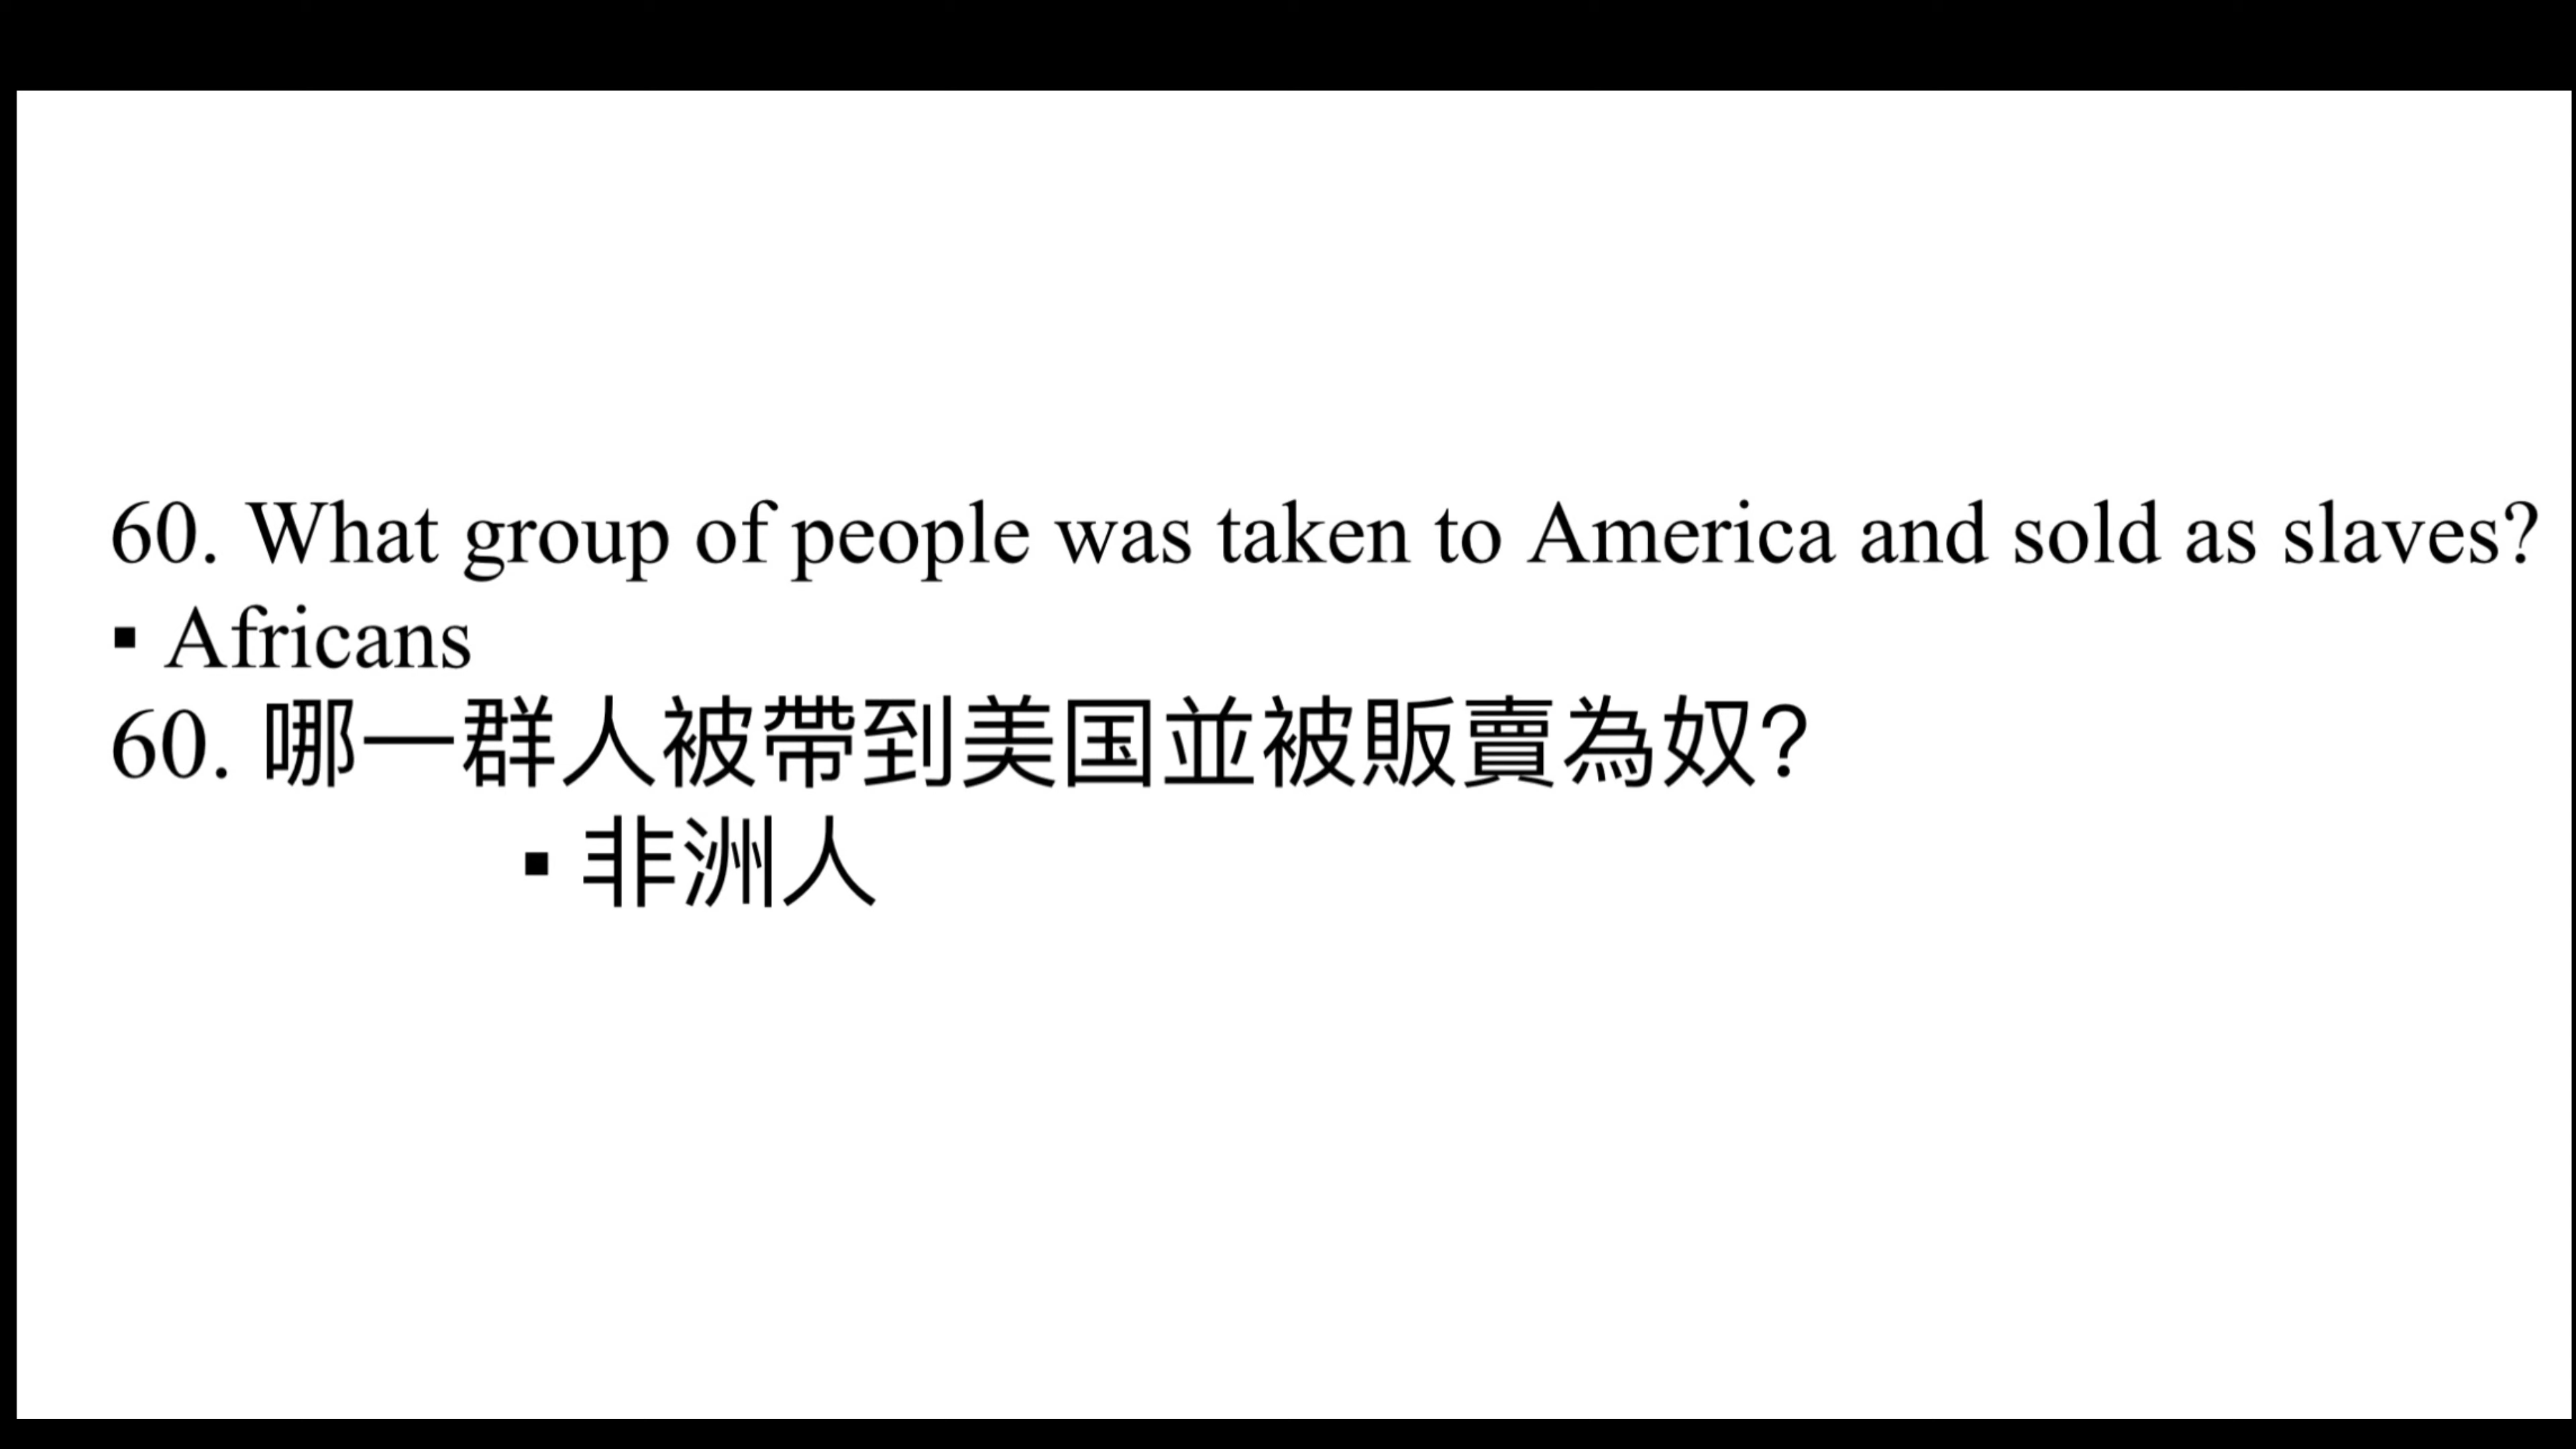 60. What group of people was taken to America and sold as slaves?
▪ Africans
60. 哪一群人被帶到美国並被販賣為奴?
▪ 非洲人